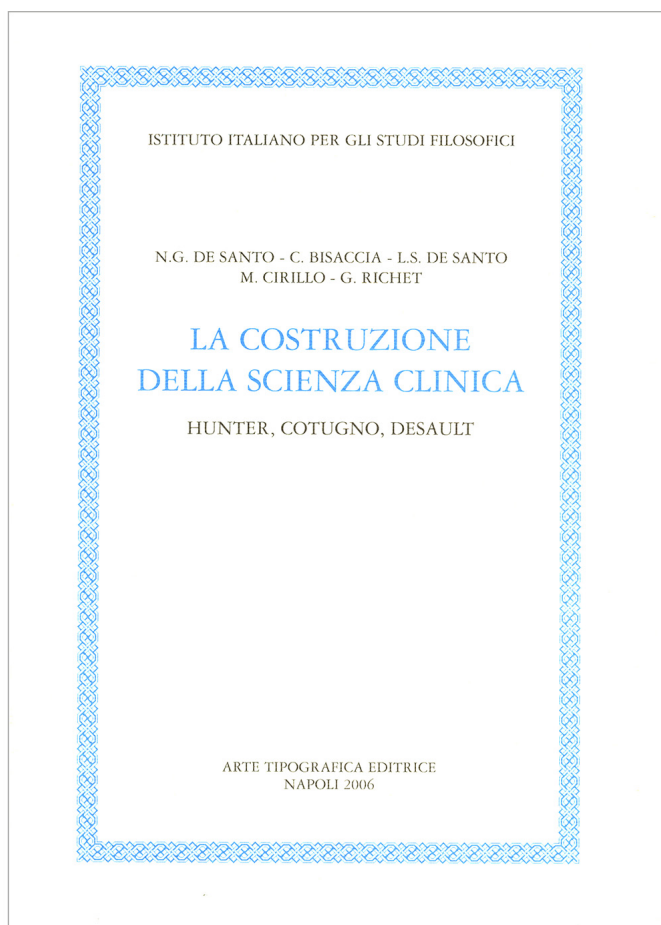 ISTITUTO ITALIANO PER GLI STUDI FILOSOFICI
N.G. DE SANTO - C. BISACCIA - L.S. DE SANTO
M. CIRILLO - G. RICHET
LA COSTRUZIONE
DELLA SCIENZA CLINICA
HUNTER, COTUGNO, DESAULT
ARTE TIPOGRAFICA EDITRICE
NAPOLI 2006